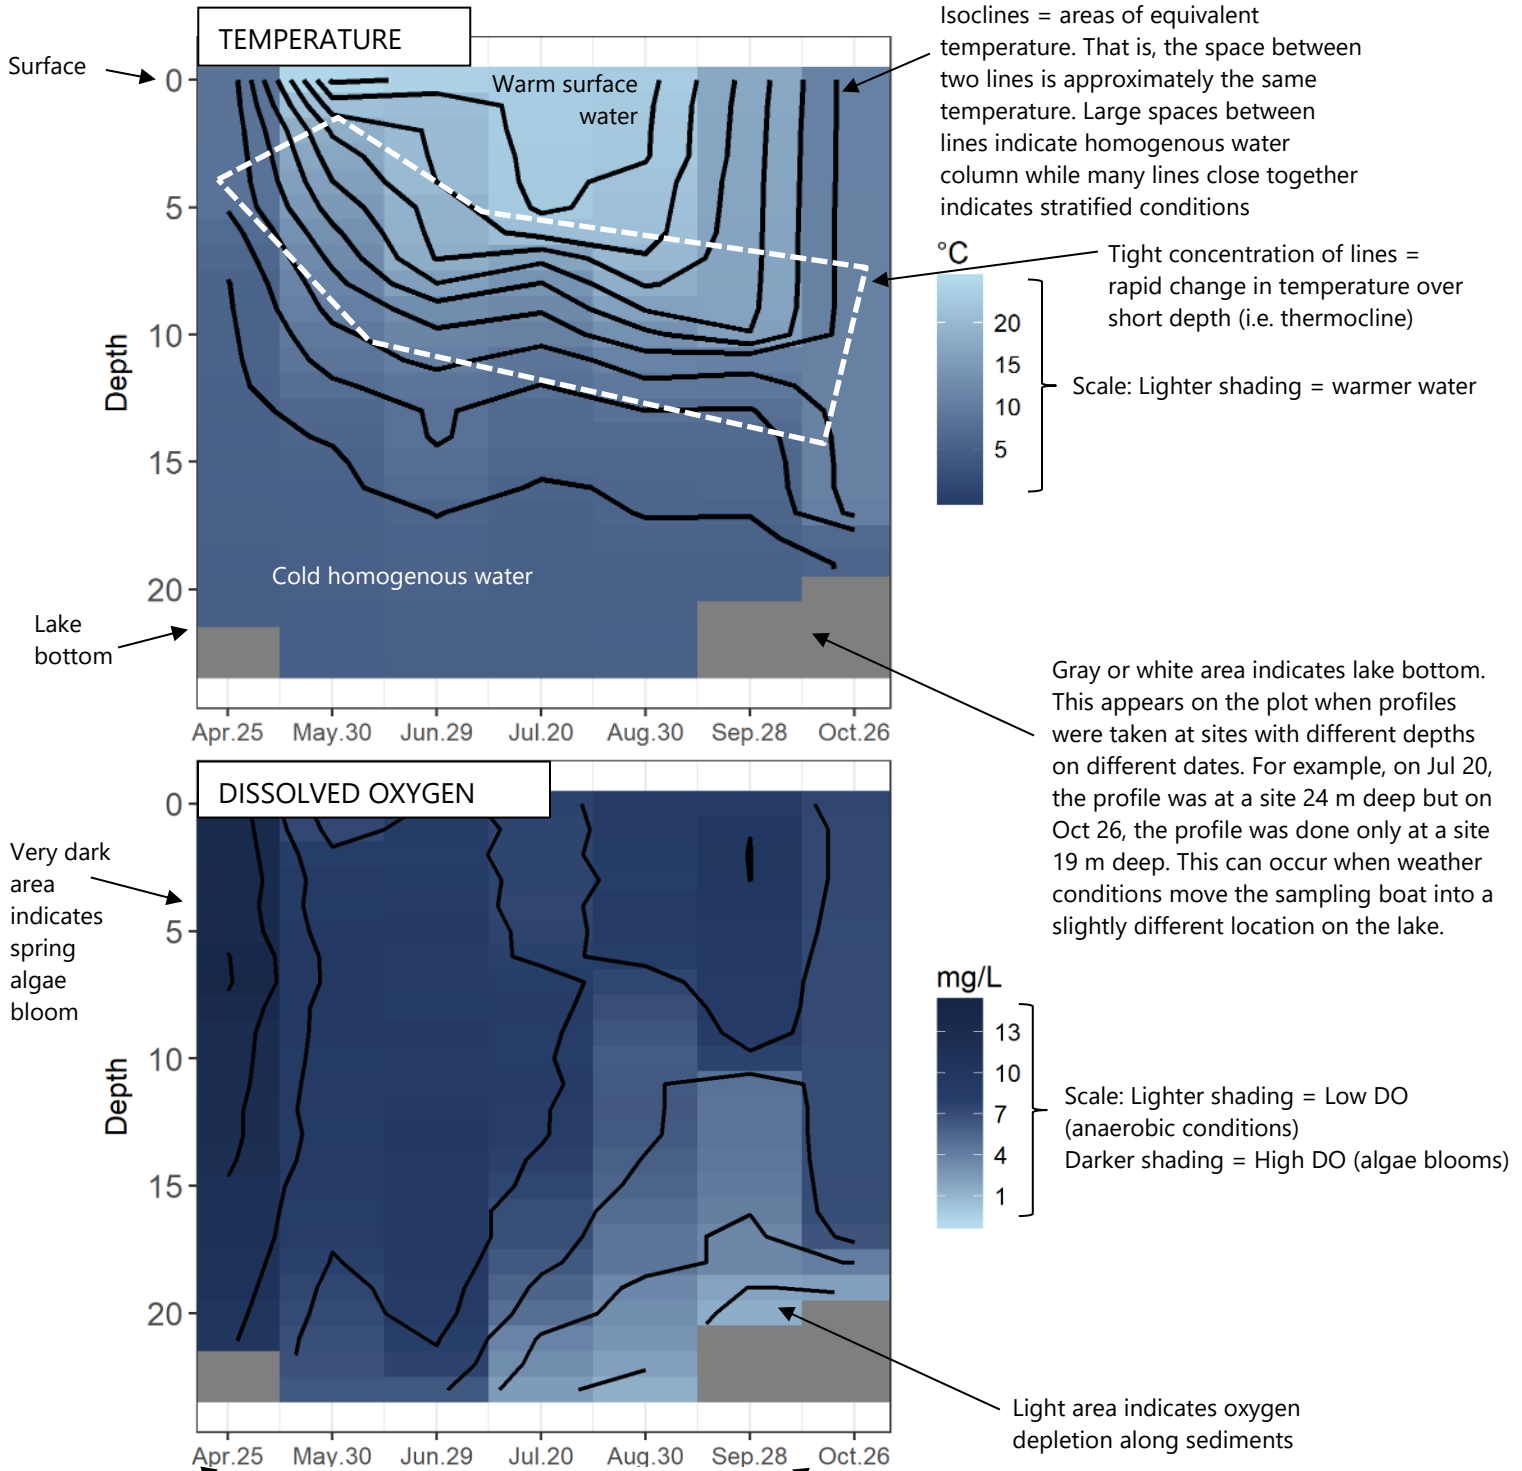 TEMPERATURE
Surface
Warm surface
water
Isoclines = areas of equivalent
temperature. That is, the space between
two lines is approximately the same
temperature. Large spaces between
lines indicate homogenous water
column while many lines close together
indicates stratified conditions
0
5
10
15
20
Depth
°C
20
15
10
5
Tight concentration of lines =
rapid change in temperature over
short depth (i.e. thermocline)
Scale: Lighter shading = warmer water
Cold homogenous water
Lake
bottom
Gray or white area indicates lake bottom.
This appears on the plot when profiles
were taken at sites with different depths
on different dates. For example, on Jul 20,
the profile was at a site 24 m deep but on
Oct 26, the profile was done only at a site
19 m deep. This can occur when weather
conditions move the sampling boat into a
slightly different location on the lake.
Apr.25 May.30 Jun.29 Jul.20 Aug.30 Sep.28 Oct.26
DISSOLVED OXYGEN
Very dark
area
indicates
spring
algae
bloom
0
5
10
15
20
Depth
mg/L
13
10
7
4
1
Scale: Lighter shading = Low DO
(anaerobic conditions)
Darker shading = High DO (algae blooms)
Light area indicates oxygen
depletion along sediments
Apr.25 May.30 Jun.29 Jul.20 Aug.30 Sep.28 Oct.26